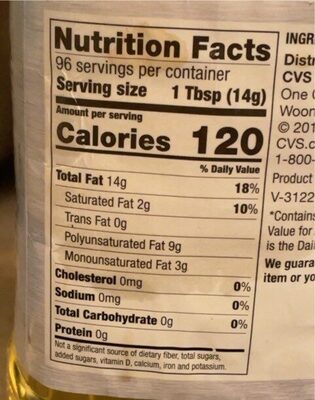 Nutrition Facts
96 servings per container
Serving size 1 Tbsp (14g)
Amount per serving
Calories 120
% Daily Value
Total Fat 14g 18%
Saturated Fat 2g 10%
Trans Fat 0g
Polyunsaturated Fat 9g
Monounsaturated Fat 3g
Cholesterol 0mg 0%
Sodium 0mg 0%
Total Carbohydrate 0g 0%
Protein 0g
Not a significant source of dietary fiber, total sugars,
added sugars, vitamin D, calcium, iron and potassium.
INGR
Distr
CVS
One
Woon
© 201
CVS.c
1-800-
Product
V-3122
*Contains
Value for
is the Dai
We guara
item or yo